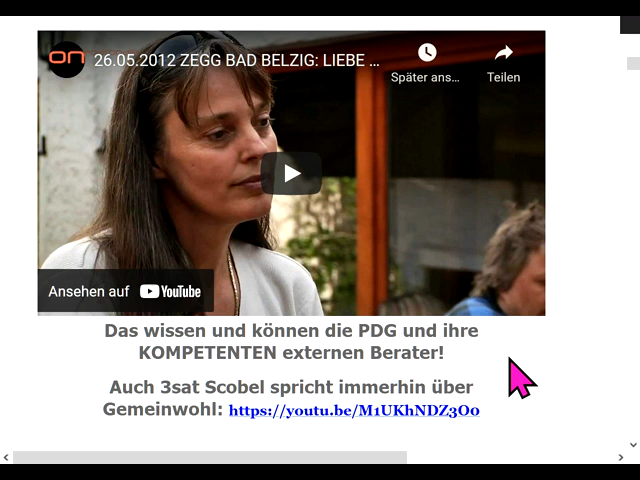 on
26.05.2012 ZEGG BAD BELZIG: LIEBE ...
Später ans...
Teilen
Ansehen auf YouTube
Das wissen und können die PDG und ihre
KOMPETENTEN externen Berater!
Auch 3sat Scobel spricht immerhin über
Gemeinwohl: https://youtu.be/M1UKhNDZ3O0